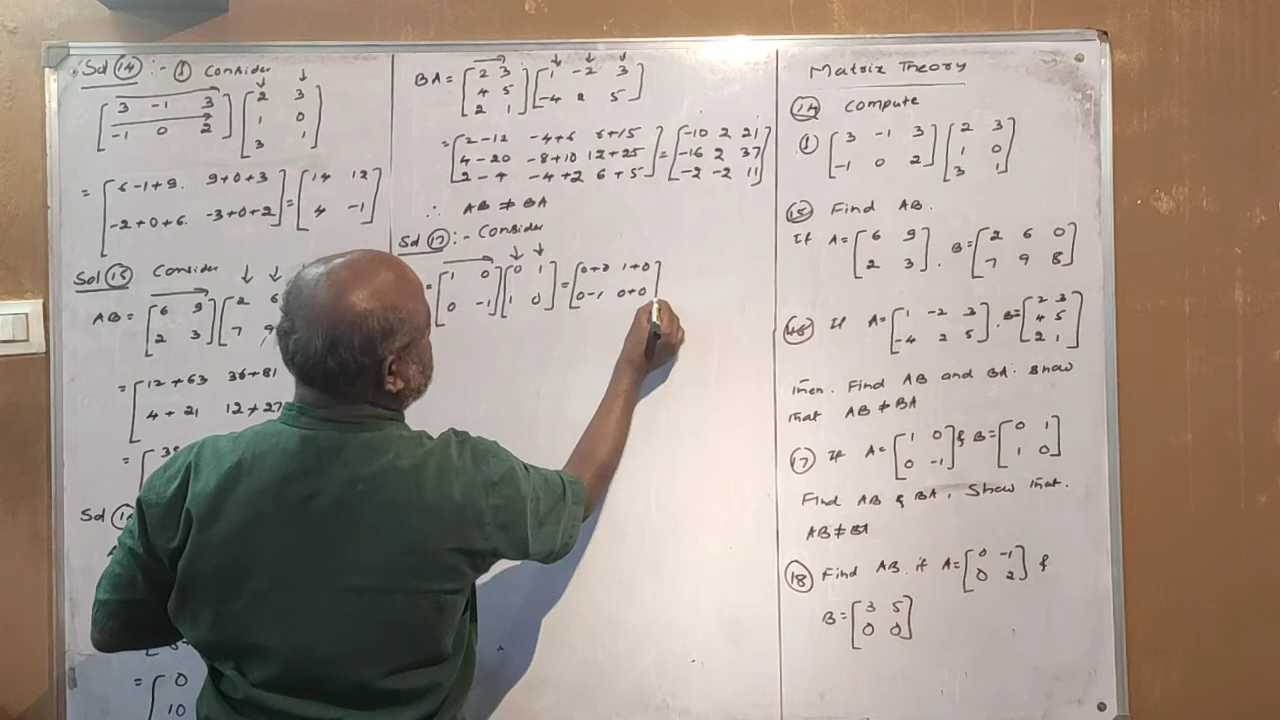 Sol (14) :- (1) Consider
[3 -1 3] [2 3]
[-1 0 2] [1 0]
[3 1]
= [6-1+9. 9+0+3] = [14 12]
[-2+0+6. -3+0+2] [4 -1]
Sol (15) Consider
AB = [6 9] [2 6
[2 3] [7 9
= [12+63 36+81
[4+21 12+27
= [
Sol
= [0
[10
BA = [2 3] [1 -2 3]
[4 5] [-4 2 5]
[2 1]
= [2-12 -4+6 6+15] = [-10 2 21]
[4-20 -8+10 12+25] [-16 2 37]
[2-4 -4+2 6+5] [-2 -2 11]
∴ AB ≠ BA
Sol (17) :- Consider
= [1 0] [0 1] = [0+0 1+0]
[0 -1] [1 0] [0-1 0+0]
Matrix Theory
(14) Compute
(1) [3 -1 3] [2 3]
[-1 0 2] [1 0]
[3 1]
(15) Find AB.
If A = [6 9] . B = [2 6 0]
[2 3] [7 9 8]
(16) If A = [1 -2 3] . B = [2 3]
[-4 2 5] [4 5]
[2 1]
Then. Find AB and BA. Show
that AB ≠ BA
(17) If A = [1 0] & B = [0 1]
[0 -1] [1 0]
Find AB & BA, Show that.
AB ≠ BA
(18) Find AB. if A = [0 -1] &
[0 2]
B = [3 5]
[0 0]